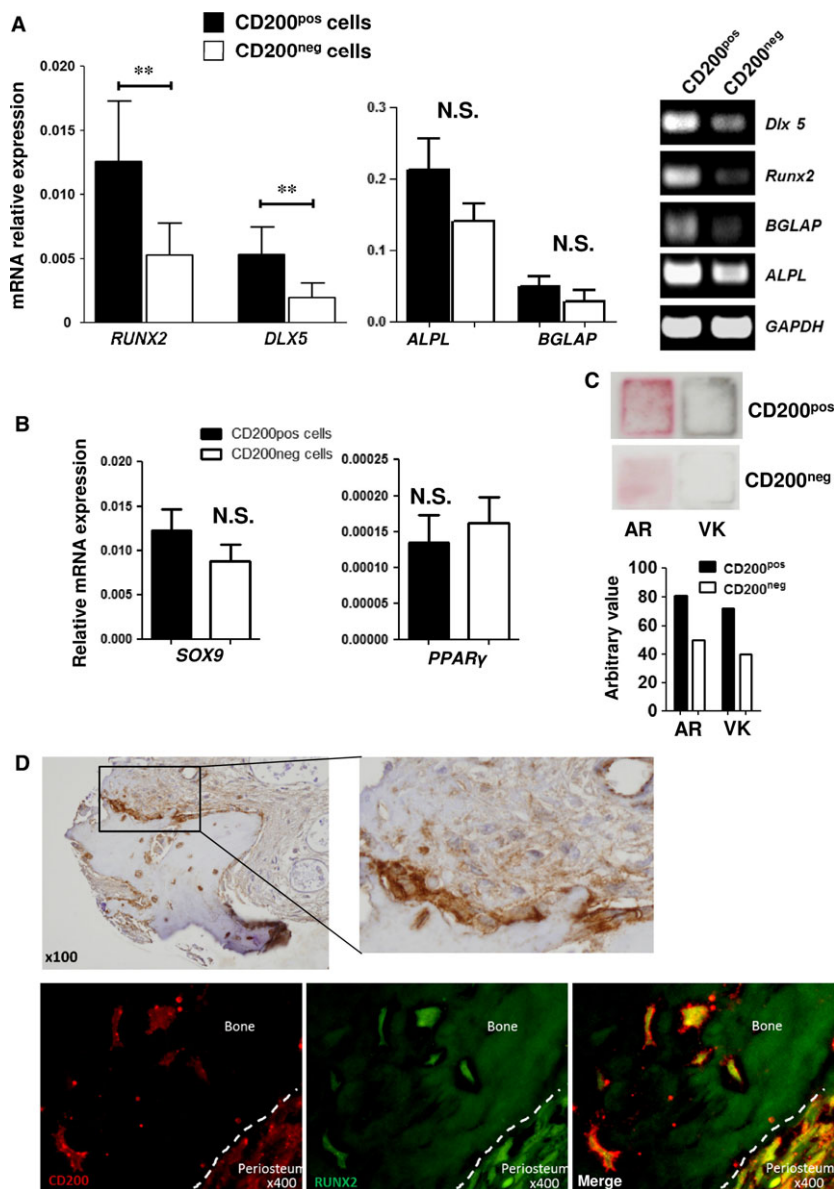 A
CD200pos cells
CD200neg cells
mRNA relative expression
0.020
0.015
0.010
0.005
0
**
**
RUNX2
DLX5
0.3
0.2
0.1
0.0
N.S.
N.S.
ALPL
BGLAP
CD200pos
CD200neg
Dlx 5
Runx2
BGLAP
ALPL
GAPDH
B
CD200pos cells
CD200neg cells
Relative mRNA expression
0.020
0.015
0.010
0.005
0.000
N.S.
SOX9
0.00025
0.00020
0.00015
0.00010
0.00005
0.00000
N.S.
PPARγ
C
CD200pos
CD200neg
AR VK
CD200pos
CD200neg
Arbitrary value
100
80
60
40
20
0
AR VK
D
x100
Bone
Periosteum
x400
CD200
Bone
Periosteum
x400
RUNX2
Bone
Periosteum
x400
Merge